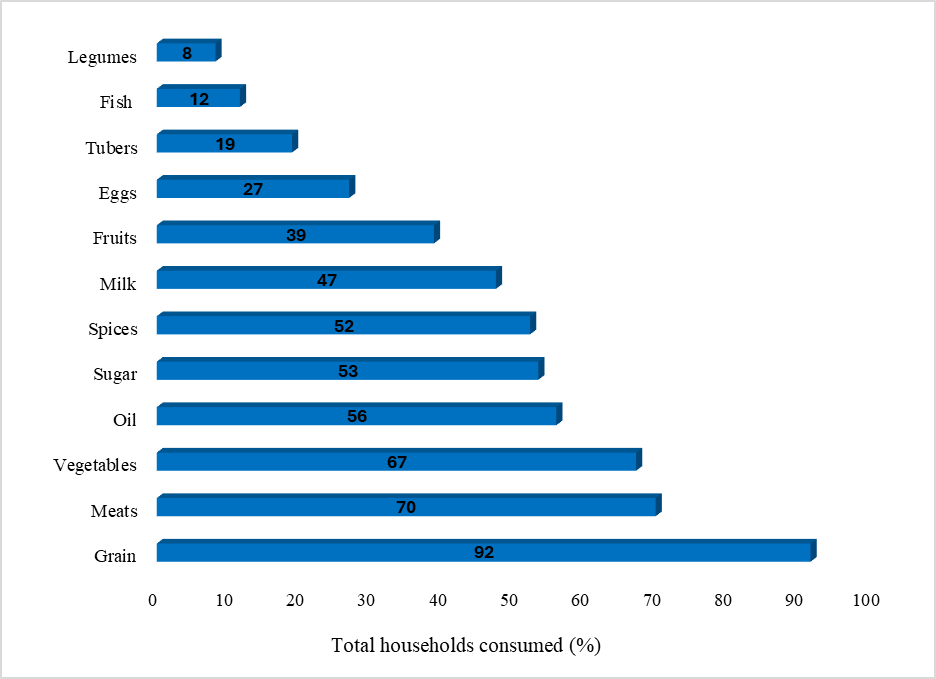 Legumes 8
Fish 12
Tubers 19
Eggs 27
Fruits 39
Milk 47
Spices 52
Sugar 53
Oil 56
Vegetables 67
Meats 70
Grain 92
0 10 20 30 40 50 60 70 80 90 100
Total households consumed (%)